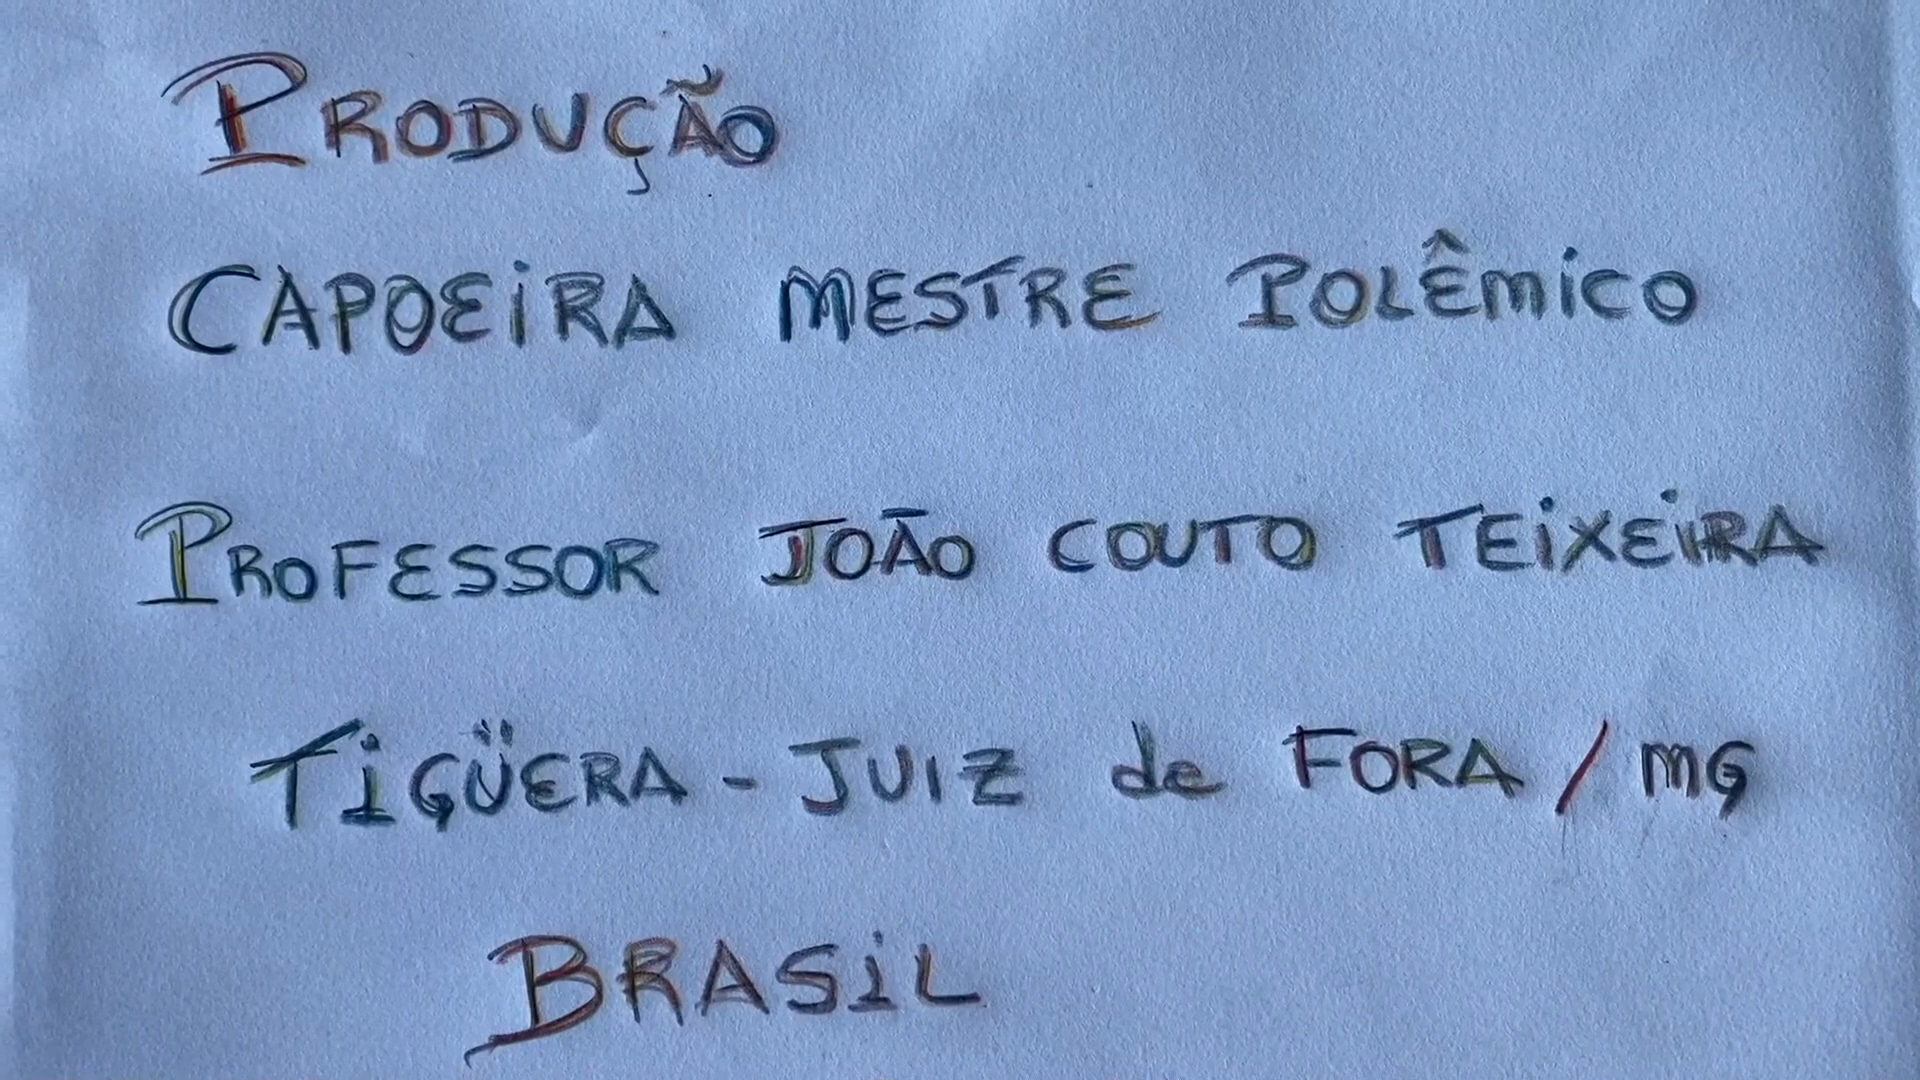 PRODUÇÃO
CAPOEiRA MESTRE POLÊMiCO
PROFESSOR JOÃO COUTO TEiXEiRA
TiGÜERA - JUIZ de FORA / MG
BRASiL